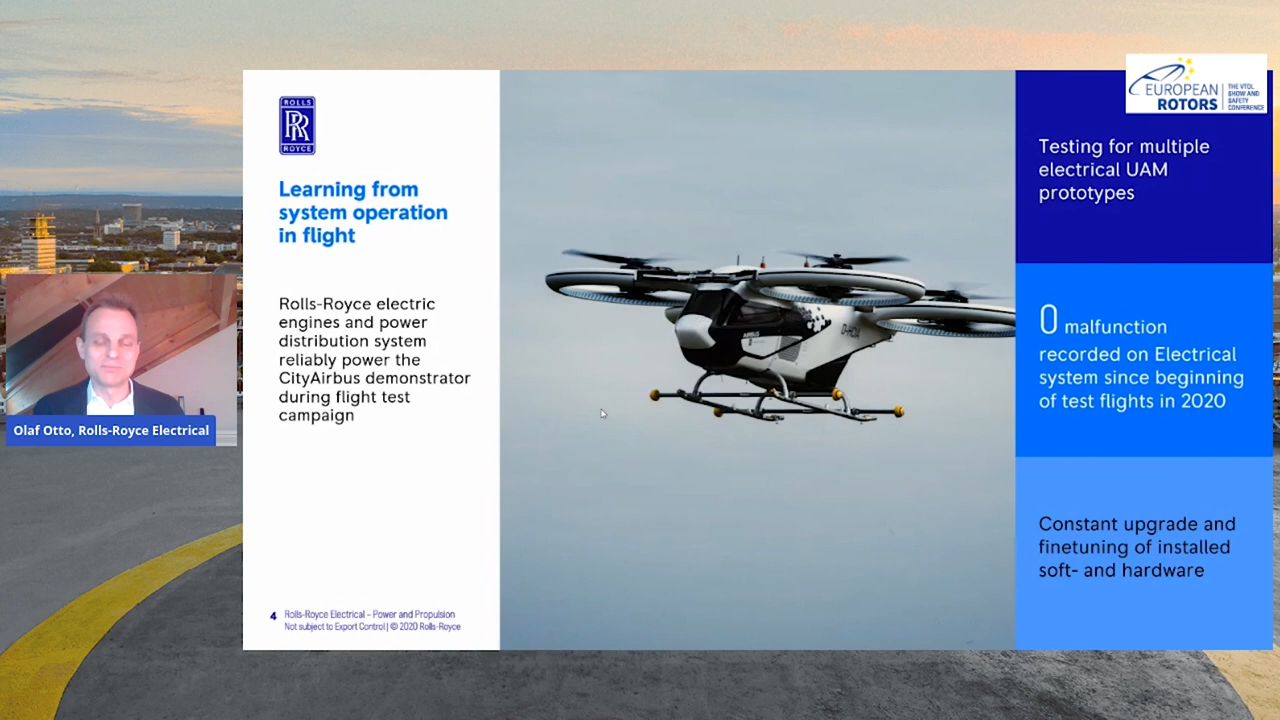 ROLLS
RR
ROYCE
Learning from
system operation
in flight
Rolls-Royce electric
engines and power
distribution system
reliably power the
CityAirbus demonstrator
during flight test
campaign
4 Rolls-Royce Electrical – Power and Propulsion
Not subject to Export Control | © 2020 Rolls-Royce
Olaf Otto, Rolls-Royce Electrical
AIRBUS
EUROPEAN
ROTORS
THE VTOL
SHOW AND
SAFETY
CONFERENCE
Testing for multiple
electrical UAM
prototypes
0 malfunction
recorded on Electrical
system since beginning
of test flights in 2020
Constant upgrade and
finetuning of installed
soft- and hardware